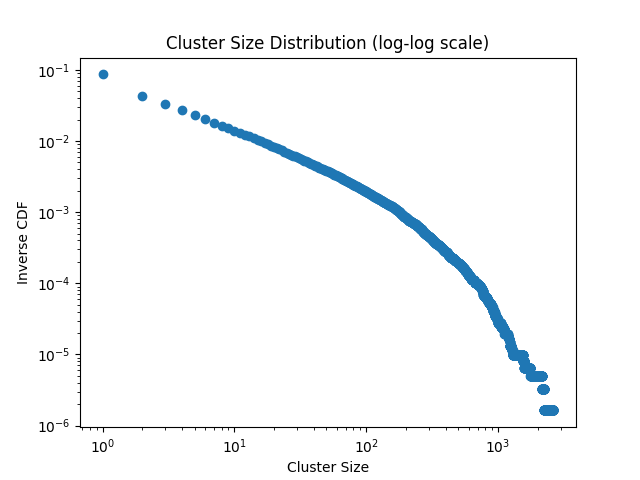 Cluster Size Distribution (log-log scale)
10⁻¹
10⁻²
10⁻³
10⁻⁴
10⁻⁵
10⁻⁶
Inverse CDF
10⁰ 10¹ 10² 10³
Cluster Size